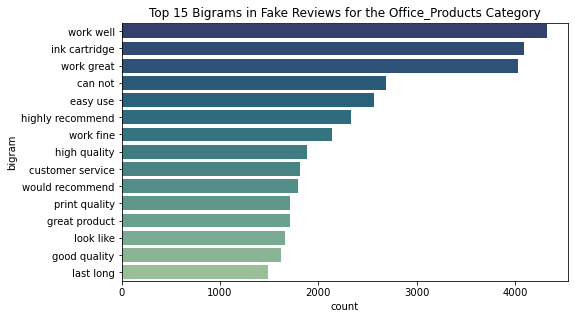 Top 15 Bigrams in Fake Reviews for the Office_Products Category
bigram
work well
ink cartridge
work great
can not
easy use
highly recommend
work fine
high quality
customer service
would recommend
print quality
great product
look like
good quality
last long
0 1000 2000 3000 4000
count